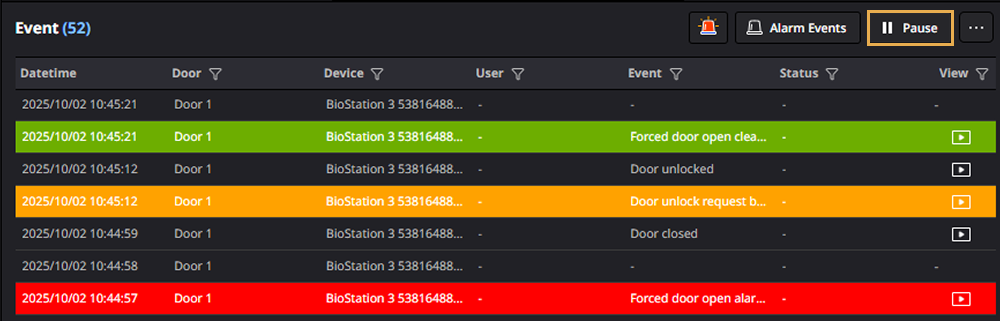 Event (52) Alarm Events Pause ...
Datetime Door Device User Event Status View
2025/10/02 10:45:21 Door 1 BioStation 3 53816488... - - - -
2025/10/02 10:45:21 Door 1 BioStation 3 53816488... - Forced door open clea... -
2025/10/02 10:45:12 Door 1 BioStation 3 53816488... - Door unlocked -
2025/10/02 10:45:12 Door 1 BioStation 3 53816488... - Door unlock request b... -
2025/10/02 10:44:59 Door 1 BioStation 3 53816488... - Door closed -
2025/10/02 10:44:58 Door 1 BioStation 3 53816488... - - - -
2025/10/02 10:44:57 Door 1 BioStation 3 53816488... - Forced door open alar... -